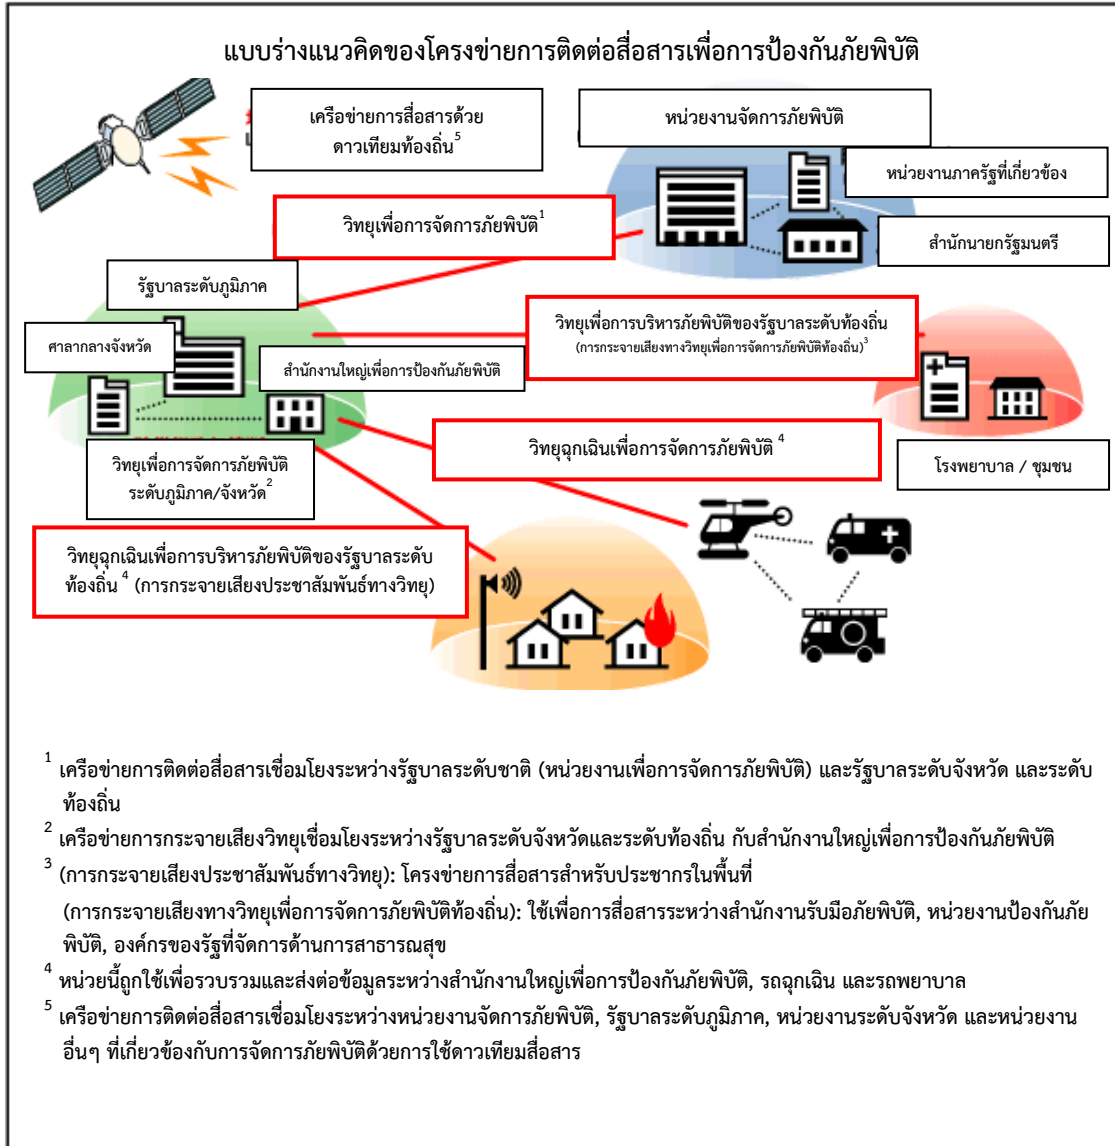 แบบร่างแนวคิดของโครงข่ายการติดต่อสื่อสารเพื่อการป้องกันภัยพิบัติ
เครือข่ายการสื่อสารด้วย
ดาวเทียมท้องถิ่น5
หน่วยงานจัดการภัยพิบัติ
หน่วยงานภาครัฐที่เกี่ยวข้อง
วิทยุเพื่อการจัดการภัยพิบัติ1
สำนักนายกรัฐมนตรี
รัฐบาลระดับภูมิภาค
ศาลากลางจังหวัด
วิทยุเพื่อการบริหารภัยพิบัติของรัฐบาลระดับท้องถิ่น
(การกระจายเสียงทางวิทยุเพื่อการจัดการภัยพิบัติท้องถิ่น)3
สำนักงานใหญ่เพื่อการป้องกันภัยพิบัติ
วิทยุฉุกเฉินเพื่อการจัดการภัยพิบัติ 4
โรงพยาบาล / ชุมชน
วิทยุเพื่อการจัดการภัยพิบัติ
ระดับภูมิภาค/จังหวัด2
วิทยุฉุกเฉินเพื่อการบริหารภัยพิบัติของรัฐบาลระดับ
ท้องถิ่น 4 (การกระจายเสียงประชาสัมพันธ์ทางวิทยุ)
1 เครือข่ายการติดต่อสื่อสารเชื่อมโยงระหว่างรัฐบาลระดับชาติ (หน่วยงานเพื่อการจัดการภัยพิบัติ) และรัฐบาลระดับจังหวัด และระดับ
ท้องถิ่น
2 เครือข่ายการกระจายเสียงวิทยุเชื่อมโยงระหว่างรัฐบาลระดับจังหวัดและระดับท้องถิ่น กับสำนักงานใหญ่เพื่อการป้องกันภัยพิบัติ
3 (การกระจายเสียงประชาสัมพันธ์ทางวิทยุ): โครงข่ายการสื่อสารสำหรับประชากรในพื้นที่
(การกระจายเสียงทางวิทยุเพื่อการจัดการภัยพิบัติท้องถิ่น): ใช้เพื่อการสื่อสารระหว่างสำนักงานรับมือภัยพิบัติ, หน่วยงานป้องกันภัย
พิบัติ, องค์กรของรัฐที่จัดการด้านการสาธารณสุข
4 หน่วยนี้ถูกใช้เพื่อรวบรวมและส่งต่อข้อมูลระหว่างสำนักงานใหญ่เพื่อการป้องกันภัยพิบัติ, รถฉุกเฉิน และรถพยาบาล
5 เครือข่ายการติดต่อสื่อสารเชื่อมโยงระหว่างหน่วยงานจัดการภัยพิบัติ, รัฐบาลระดับภูมิภาค, หน่วยงานระดับจังหวัด และหน่วยงาน
อื่นๆ ที่เกี่ยวข้องกับการจัดการภัยพิบัติด้วยการใช้ดาวเทียมสื่อสาร